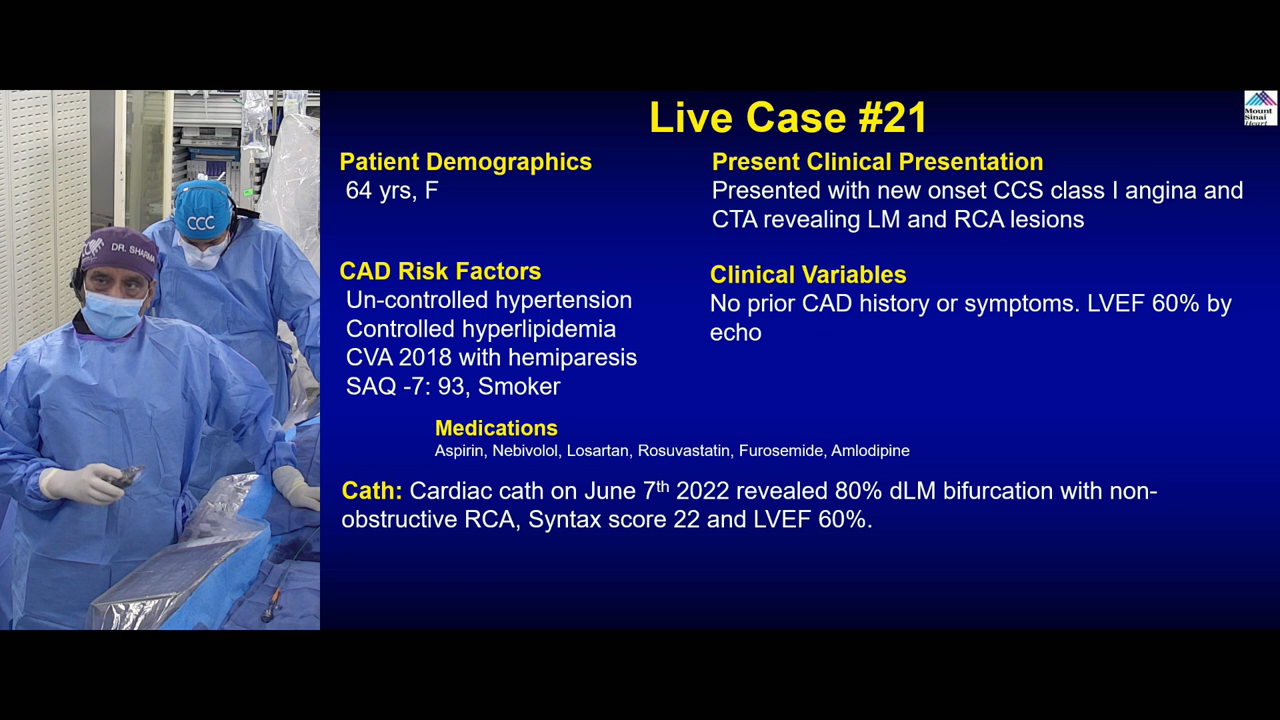 Live Case #21
Mount
Sinai
Heart
Patient Demographics
64 yrs, F
Present Clinical Presentation
Presented with new onset CCS class I angina and
CTA revealing LM and RCA lesions
CAD Risk Factors
Un-controlled hypertension
Controlled hyperlipidemia
CVA 2018 with hemiparesis
SAQ -7: 93, Smoker
Clinical Variables
No prior CAD history or symptoms. LVEF 60% by
echo
Medications
Aspirin, Nebivolol, Losartan, Rosuvastatin, Furosemide, Amlodipine
Cath: Cardiac cath on June 7th 2022 revealed 80% dLM bifurcation with non-
obstructive RCA, Syntax score 22 and LVEF 60%.
CCC
DR. SHARMA